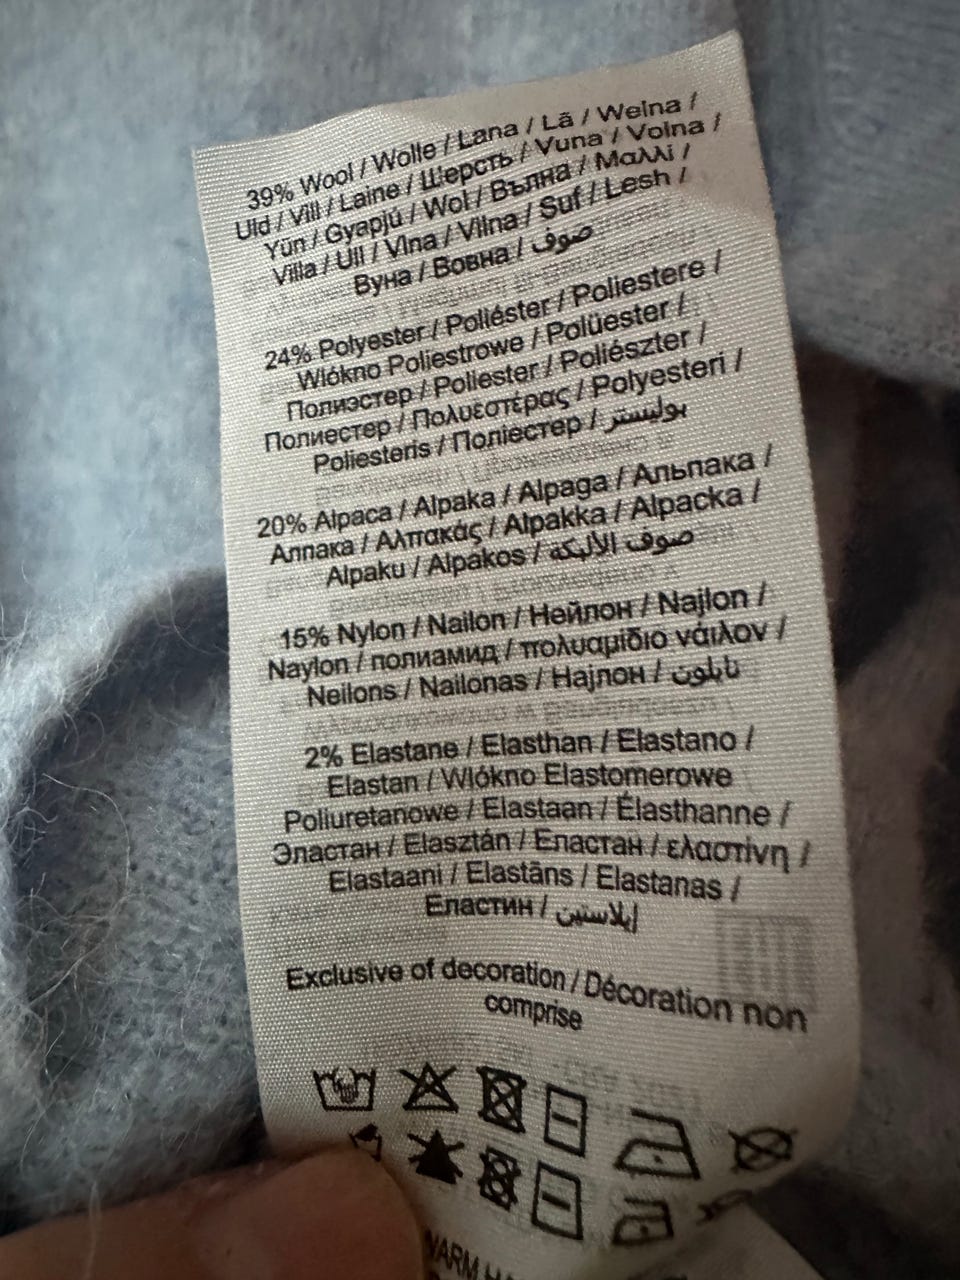 39% Wool / Wolle / Lana / Lã / Wełna /
Uld / Vill / Laine / Шерсть / Vuna / Volna /
Yün / Gyapjú / Wol / Вълна / Μαλλί /
Villa / Ull / Vlna / Vilna / Suf / Lesh /
Вуна / Вовна / صوف
24% Polyester / Poliéster / Poliestere /
Włókno Poliestrowe / Polüester /
Полиэстер / Poliester / Poliészter /
Полиестер / Πολυέστέρας / Polyesteri /
Poliesteris / Поліестер / بوليستر
20% Alpaca / Alpaka / Alpaga / Альпака /
Алпака / Αλπακάς / Alpakka / Alpacka /
Alpaku / Alpakos / صوف الألبكه
15% Nylon / Nailon / Нейлон / Najlon /
Naylon / полиамид / πολυαμίδιο νάιλον /
Neilons / Nailonas / Најлон / نايلون
2% Elastane / Elasthan / Elastano /
Elastan / Włókno Elastomerowe
Poliuretanowe / Elastaan / Élasthanne /
Эластан / Elasztán / Еластан / ελαστίνη /
Elastaani / Elastāns / Elastanas /
Еластин / إيلاستين
Exclusive of decoration / Décoration non
comprise
WARM